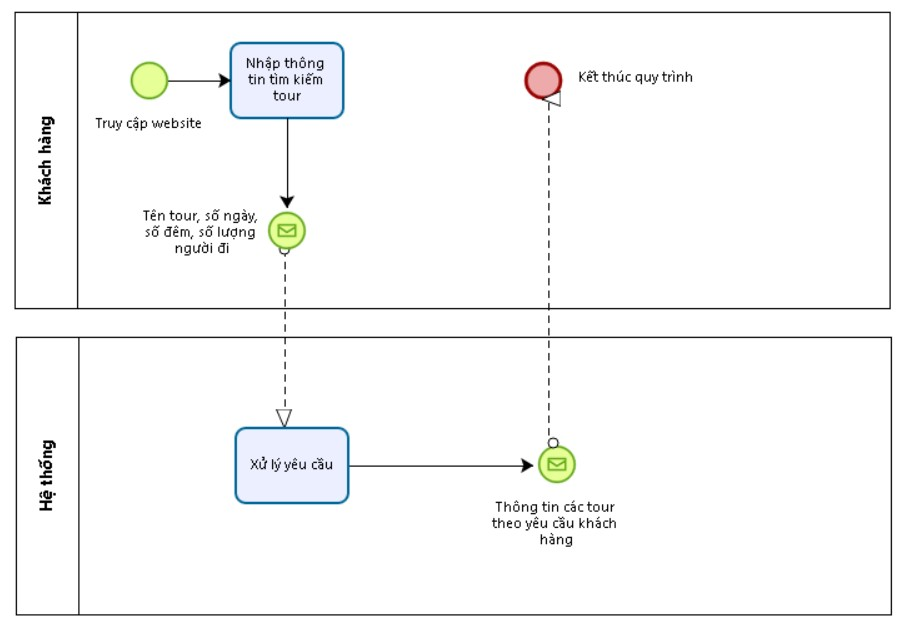 Khách hàng
Truy cập website
Nhập thông
tin tìm kiếm
tour
Kết thúc quy trình
Tên tour, số ngày,
số đêm, số lượng
người đi
Hệ thống
Xử lý yêu cầu
Thông tin các tour
theo yêu cầu khách
hàng